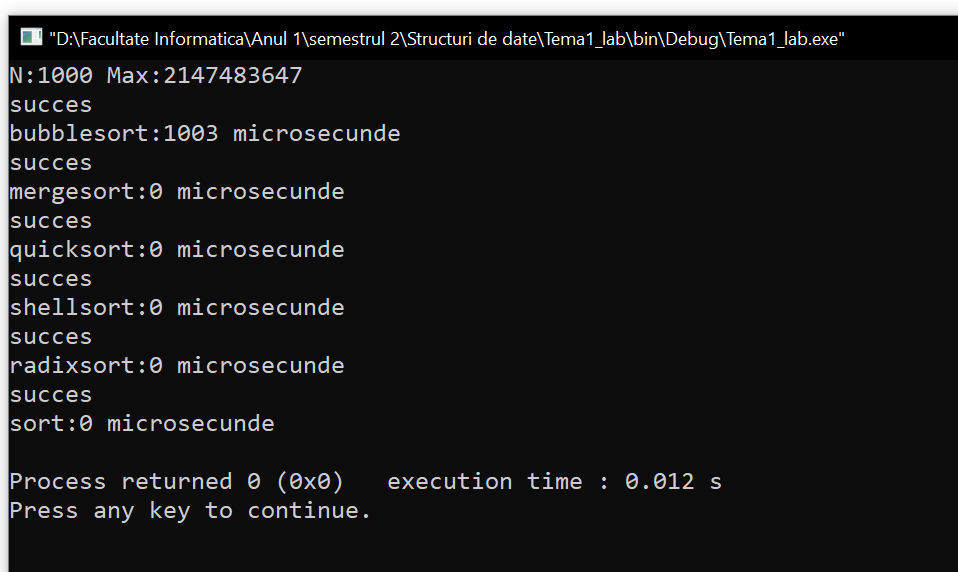 "D:\Facultate Informatica\Anul 1\semestrul 2\Structuri de date\Tema1_lab\bin\Debug\Tema1_lab.exe"
N:1000 Max:2147483647
succes
bubblesort:1003 microsecunde
succes
mergesort:0 microsecunde
succes
quicksort:0 microsecunde
succes
shellsort:0 microsecunde
succes
radixsort:0 microsecunde
succes
sort:0 microsecunde
Process returned 0 (0x0)   execution time : 0.012 s
Press any key to continue.